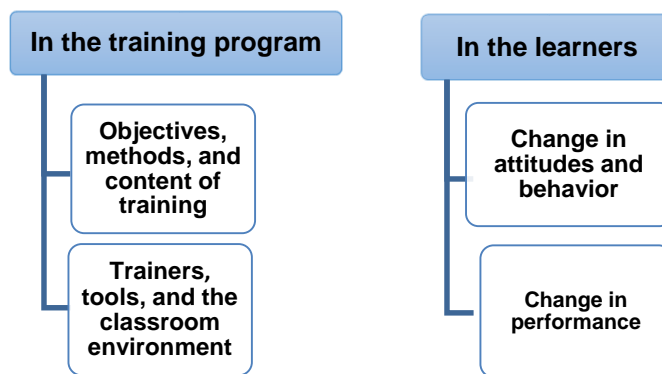 In the training program
Objectives,
methods, and
content of
training
Trainers,
tools, and the
classroom
environment
In the learners
Change in
attitudes and
behavior
Change in
performance